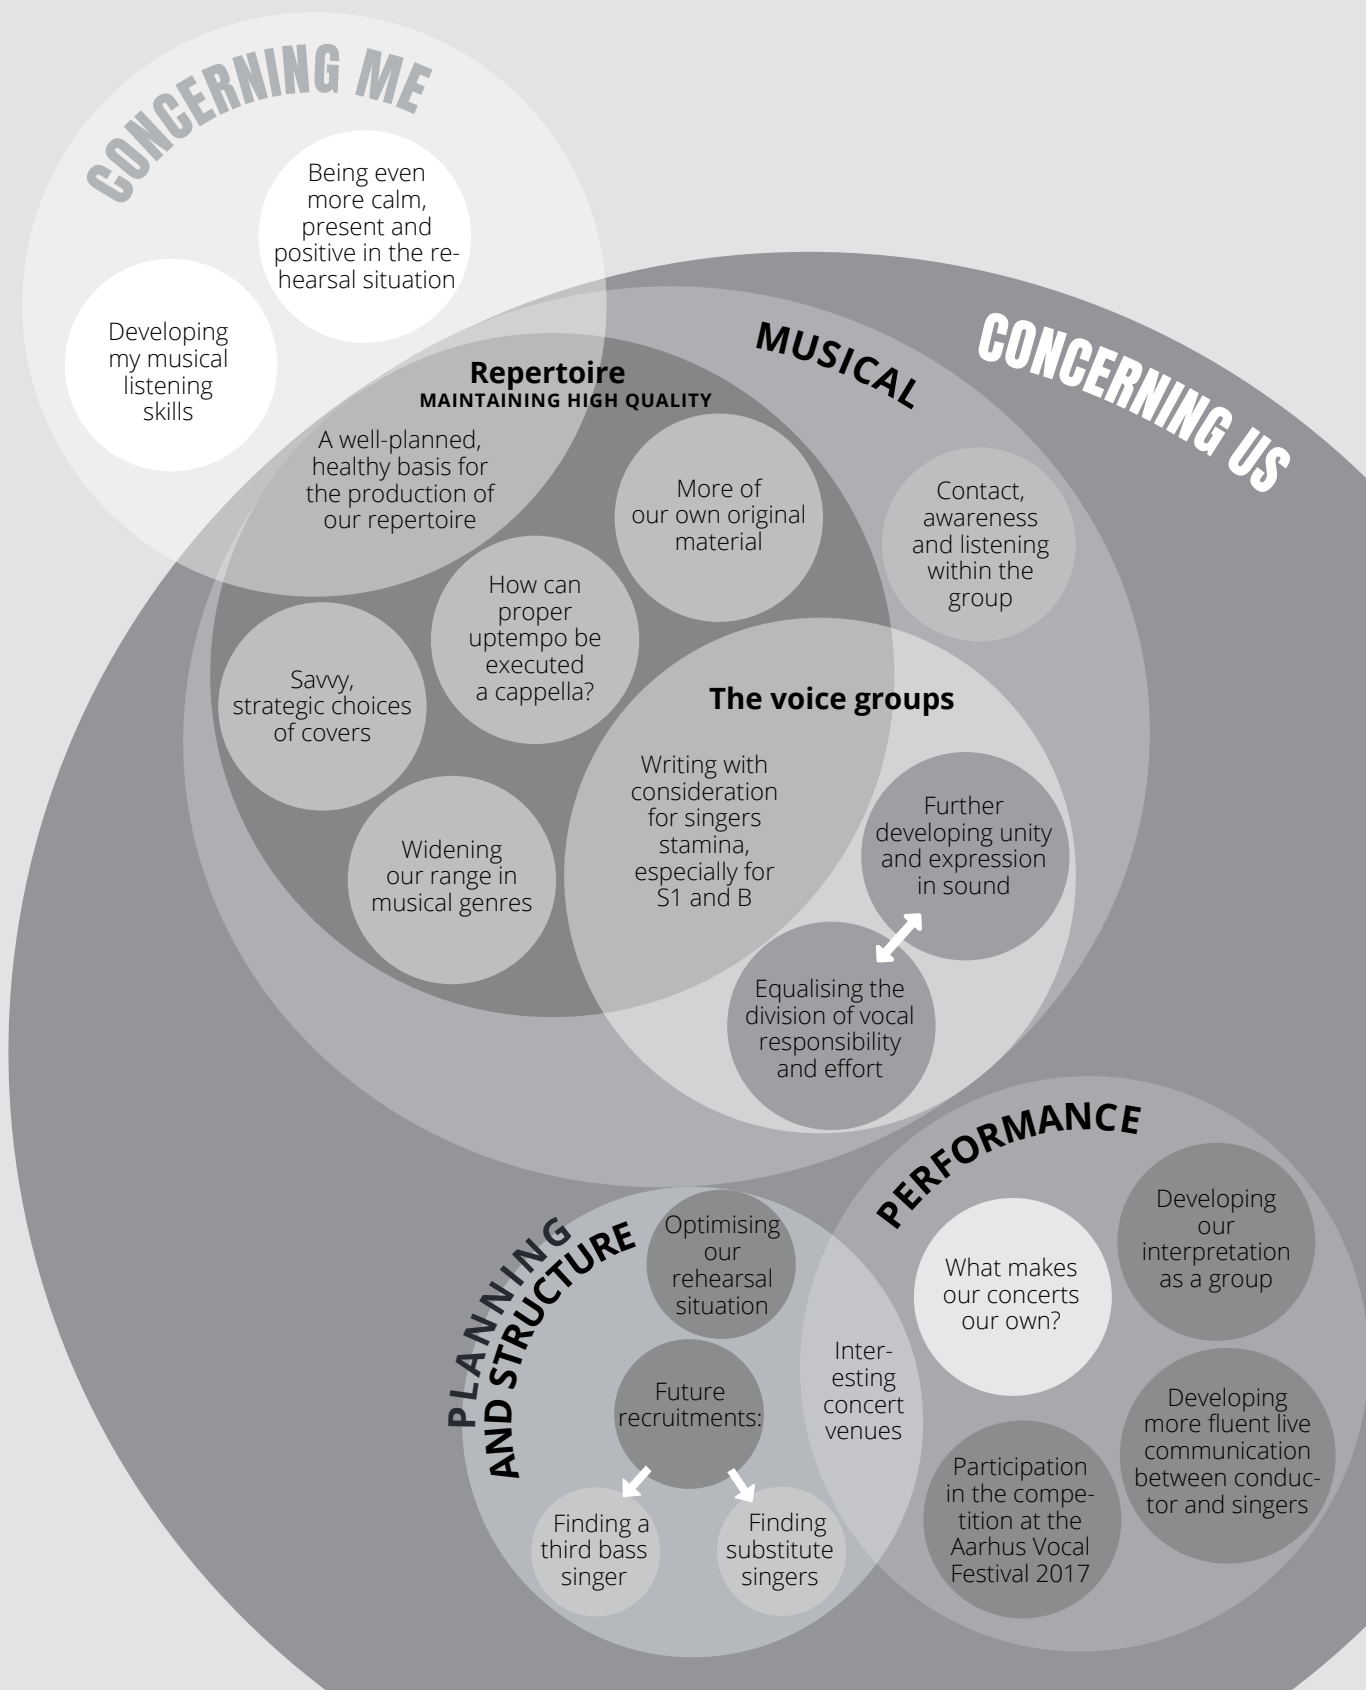 CONCERNING ME
Being even
more calm,
present and
positive in the re-
hearsal situation
Developing
my musical
listening
skills
CONCERNING US
MUSICAL
Repertoire
MAINTAINING HIGH QUALITY
A well-planned,
healthy basis for
the production of
our repertoire
More of
our own original
material
Contact,
awareness
and listening
within the
group
How can
proper
uptempo be
executed
a cappella?
Savvy,
strategic choices
of covers
Widening
our range in
musical genres
The voice groups
Writing with
consideration
for singers
stamina,
especially for
S1 and B
Further
developing unity
and expression
in sound
Equalising the
division of vocal
responsibility
and effort
PERFORMANCE
Developing
our
interpretation
as a group
What makes
our concerts
our own?
Developing
more fluent live
communication
between conduc-
tor and singers
Participation
in the compe-
tition at the
Aarhus Vocal
Festival 2017
Inter-
esting
concert
venues
PLANNING
AND STRUCTURE
Optimising
our
rehearsal
situation
Future
recruitments:
Finding a
third bass
singer
Finding
substitute
singers